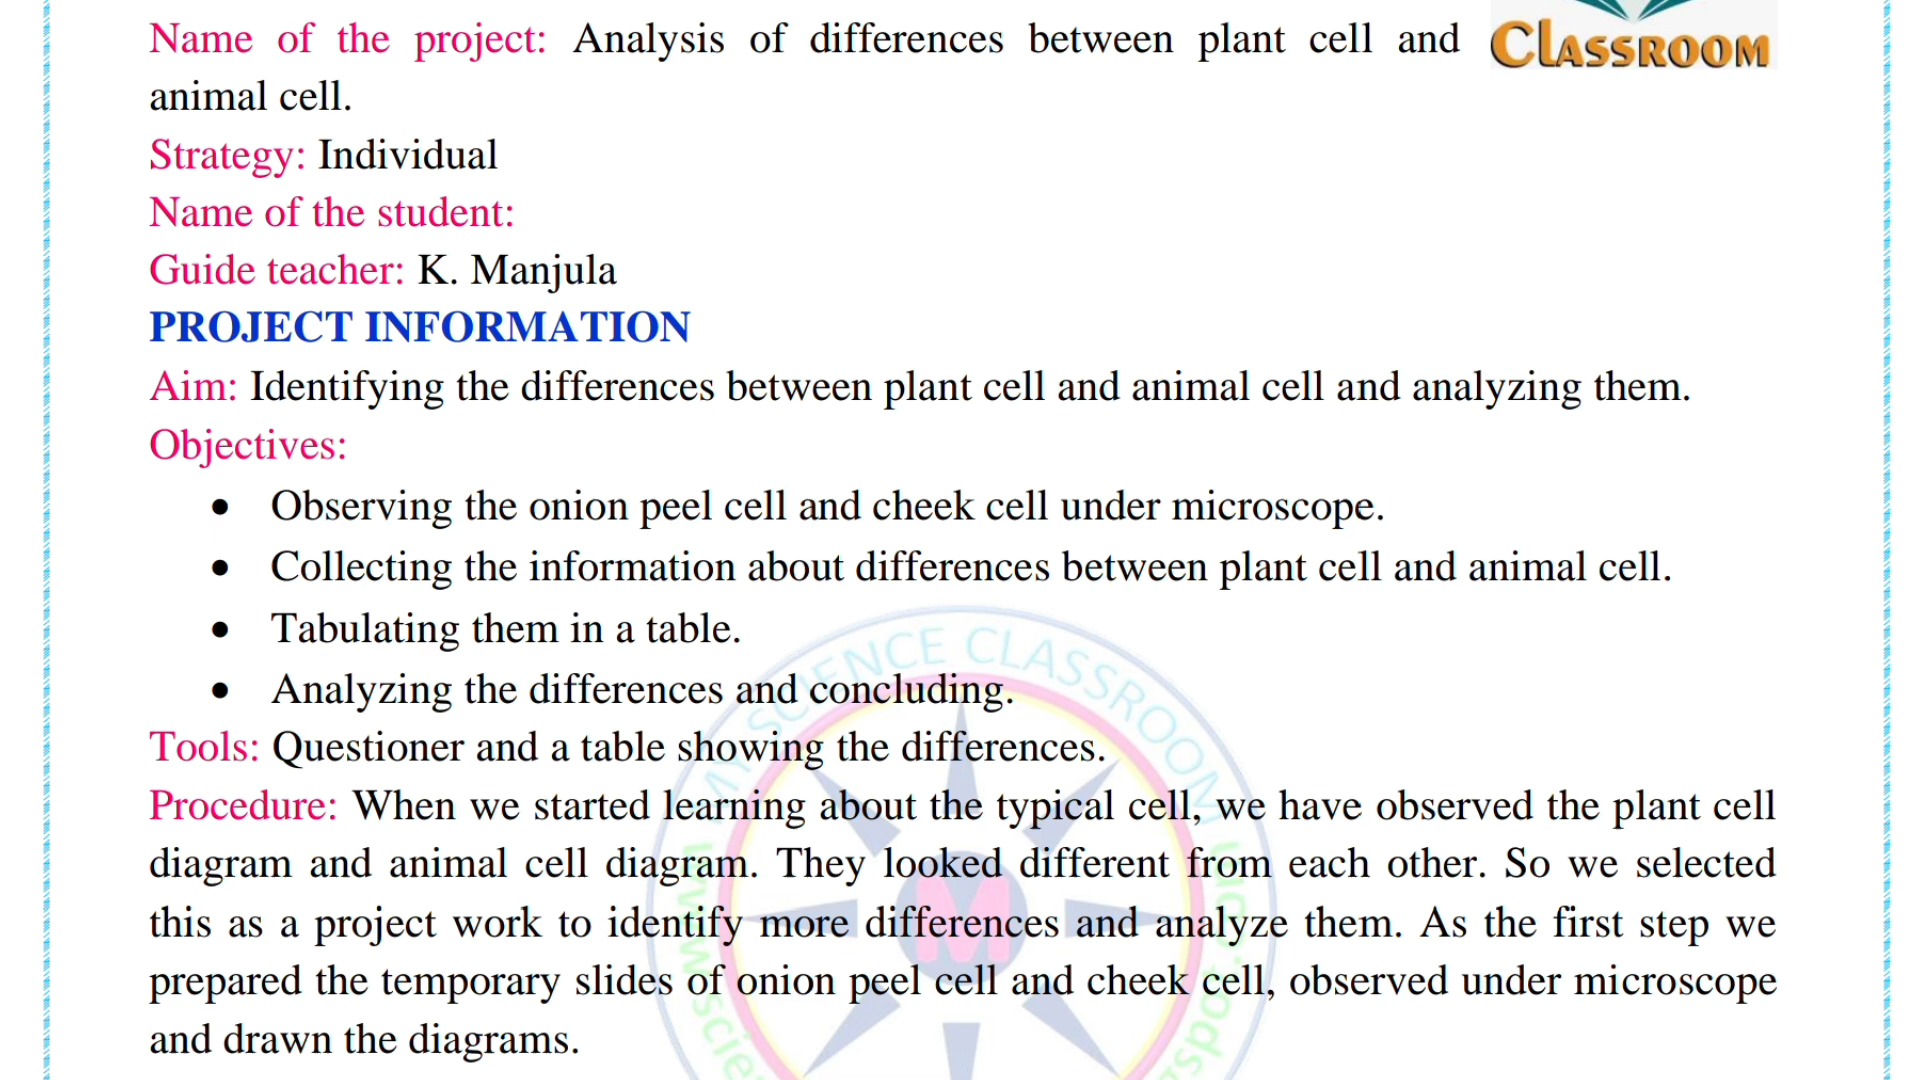 Name of the project: Analysis of differences between plant cell and
CLASSROOM
animal cell.
Strategy: Individual
Name of the student:
Guide teacher: K. Manjula
PROJECT INFORMATION
Aim: Identifying the differences between plant cell and animal cell and analyzing them.
Objectives:
• Observing the onion peel cell and cheek cell under microscope.
• Collecting the information about differences between plant cell and animal cell.
• Tabulating them in a table.
• Analyzing the differences and concluding.
Tools: Questioner and a table showing the differences.
Procedure: When we started learning about the typical cell, we have observed the plant cell
diagram and animal cell diagram. They looked different from each other. So we selected
this as a project work to identify more differences and analyze them. As the first step we
prepared the temporary slides of onion peel cell and cheek cell, observed under microscope
and drawn the diagrams.
MY SCIENCE CLASSROOM
M